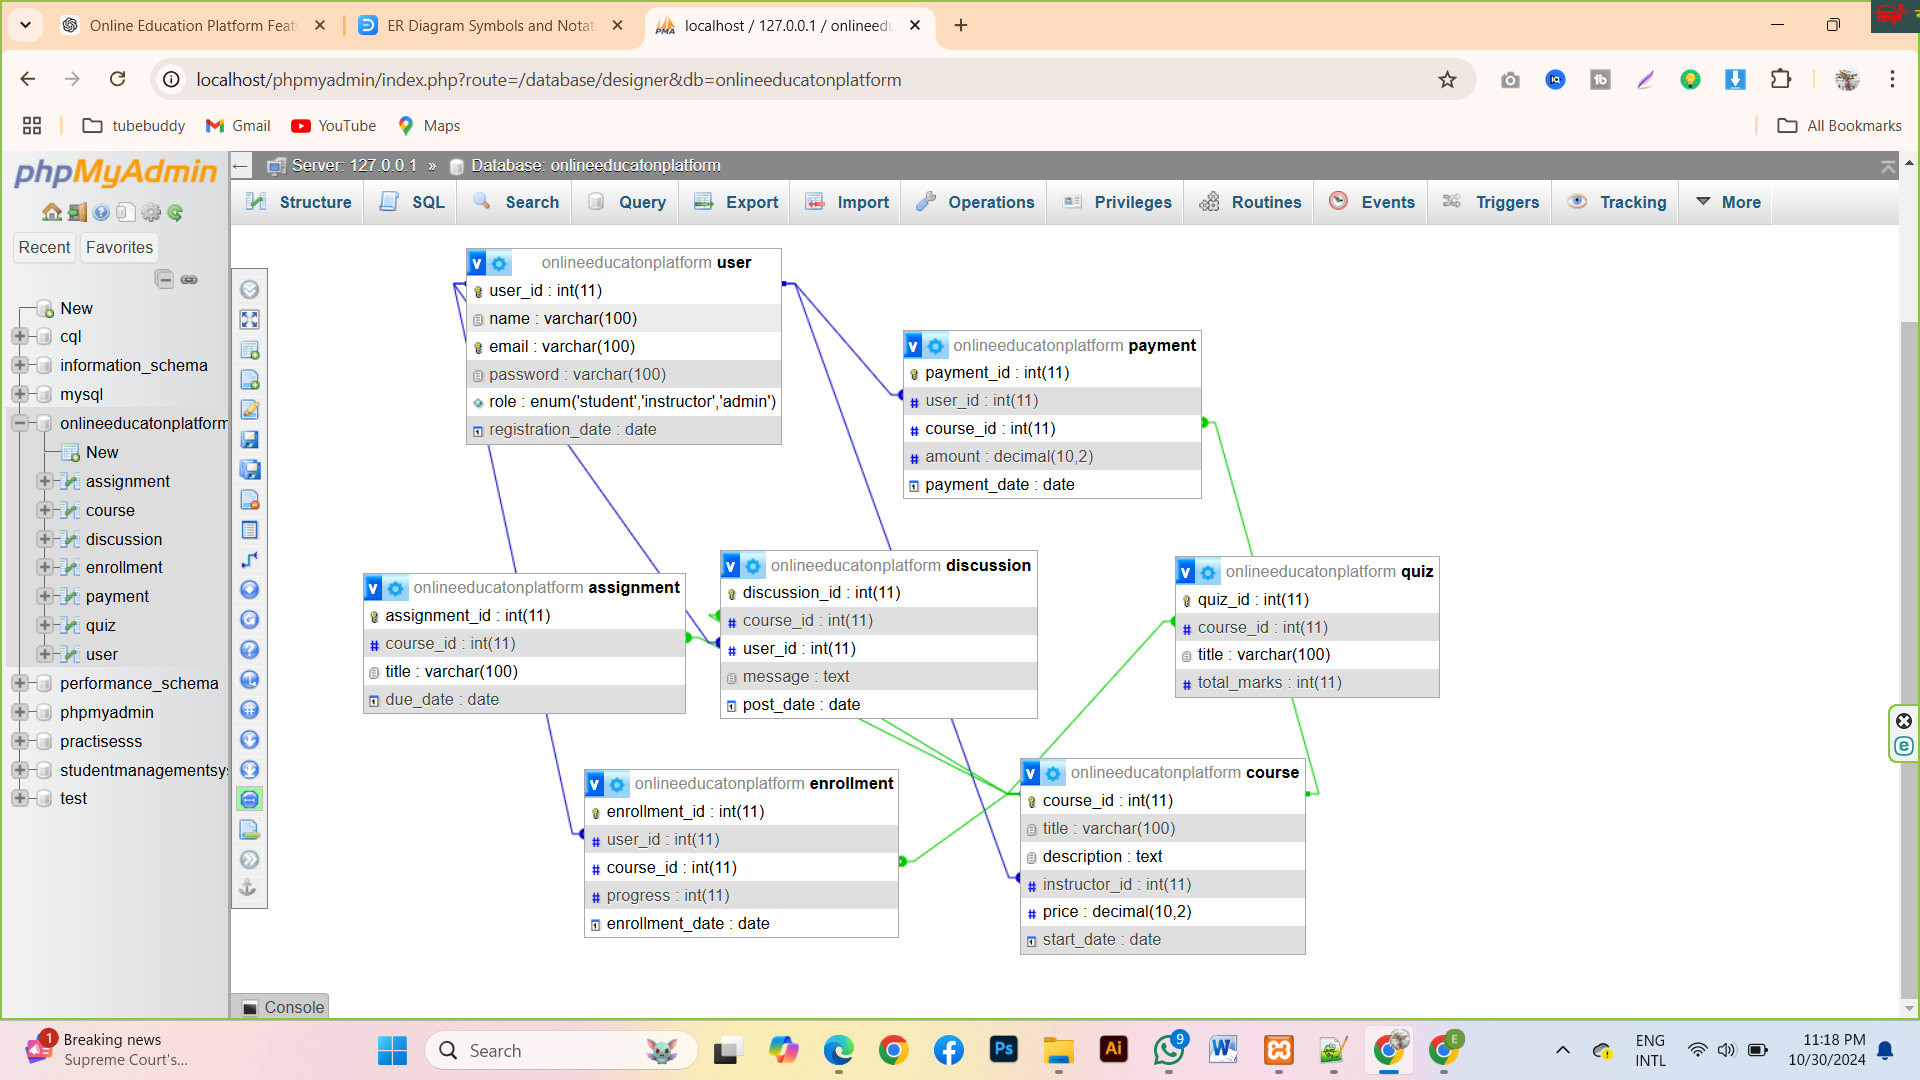 Online Education Platform Feat
ER Diagram Symbols and Notat
localhost / 127.0.0.1 / onlineedu
localhost/phpmyadmin/index.php?route=/database/designer&db=onlineeducatonplatform
tubebuddy
Gmail
YouTube
Maps
All Bookmarks
phpMyAdmin
Recent
Favorites
New
cql
information_schema
mysql
onlineeducatonplatform
New
assignment
course
discussion
enrollment
payment
quiz
user
performance_schema
phpmyadmin
practisesss
studentmanagementsy
test
Server: 127.0.0.1 » Database: onlineeducatonplatform
Structure
SQL
Search
Query
Export
Import
Operations
Privileges
Routines
Events
Triggers
Tracking
More
onlineeducatonplatform user
user_id : int(11)
name : varchar(100)
email : varchar(100)
password : varchar(100)
role : enum('student','instructor','admin')
registration_date : date
onlineeducatonplatform payment
payment_id : int(11)
user_id : int(11)
course_id : int(11)
amount : decimal(10,2)
payment_date : date
onlineeducatonplatform assignment
assignment_id : int(11)
course_id : int(11)
title : varchar(100)
due_date : date
onlineeducatonplatform discussion
discussion_id : int(11)
course_id : int(11)
user_id : int(11)
message : text
post_date : date
onlineeducatonplatform quiz
quiz_id : int(11)
course_id : int(11)
title : varchar(100)
total_marks : int(11)
onlineeducatonplatform enrollment
enrollment_id : int(11)
user_id : int(11)
course_id : int(11)
progress : int(11)
enrollment_date : date
onlineeducatonplatform course
course_id : int(11)
title : varchar(100)
description : text
instructor_id : int(11)
price : decimal(10,2)
start_date : date
Console
1
Breaking news
Supreme Court's...
Search
Ps
Ai
9
E
ENG
INTL
11:18 PM
10/30/2024